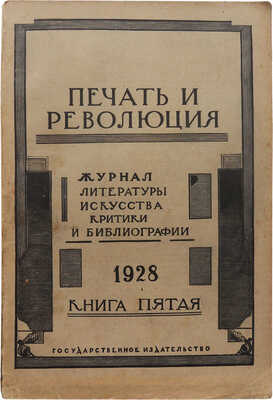 ПЕЧАТЬ И
РЕВОЛЮЦИЯ
ЖУРНАЛ
ЛИТЕРАТУРЫ
ИСКУССТВА
КРИТИКИ
И БИБЛИОГРАФИИ
1928
КНИГА ПЯТАЯ
ГОСУДАРСТВЕННОЕ ИЗДАТЕЛЬСТВО